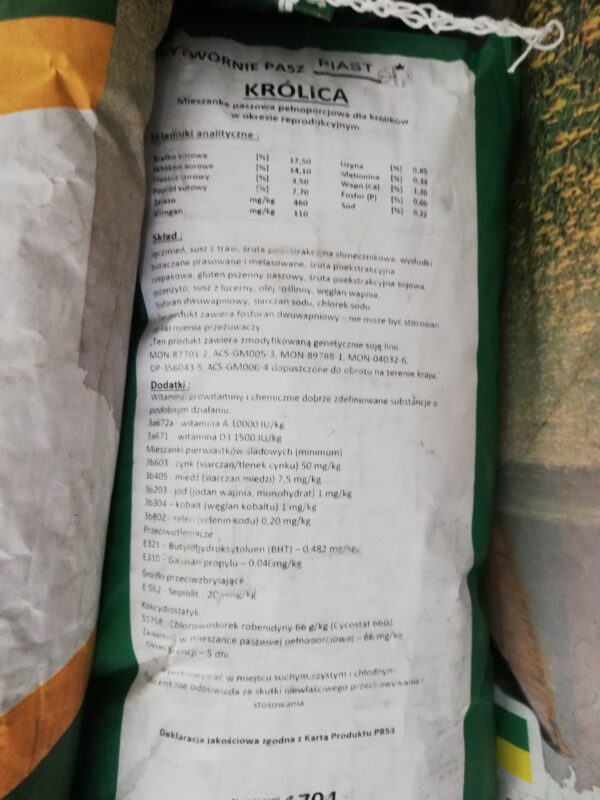 WYTWÓRNIE PASZ PIAST
KRÓLICA
Mieszanka paszowa pełnoporcjowa dla królików
w okresie reprodukcyjnym
Składniki analityczne :
Białko surowe [%] 17,50 Lizyna [%] 0,85
Włókno surowe [%] 14,10 Metionina [%] 0,34
Tłuszcz surowy [%] 3,50 Wapń (Ca) [%] 1,20
Popiół surowy [%] 7,70 Fosfor (P) [%] 0,66
Żelazo mg/kg 460 Sód [%] 0,22
Mangan mg/kg 110
Skład :
Jęczmień, susz z traw, śruta poekstrakcyjna słonecznikowa, wysłodki
buraczane prasowane i melasowane, śruta poekstrakcyjna
rzepakowa, gluten pszenny paszowy, śruta poekstrakcyjna sojowa,
pszenżyto, susz z lucerny, olej roślinny, węglan wapnia,
fosforan dwuwapniowy, siarczan sodu, chlorek sodu
produkt zawiera fosforan dwuwapniowy – nie może być stosowan
karmienia przeżuwaczy
„Ten produkt zawiera zmodyfikowaną genetycznie soję linii
MON-87701-2, ACS-GM005-3, MON-89788-1, MON-04032-6,
DP-356043-5, ACS-GM006-4 dopuszczone do obrotu na terenie kraju.
Dodatki :
Witaminy, prowitaminy i chemicznie dobrze zdefiniowane substancje o
podobnym działaniu
3a672a - witamina A 10000 IU/kg
3a671 - witamina D3 1500 IU/kg
Mieszanki pierwiastków śladowych (minimum)
3b603 - cynk (siarczan/tlenek cynku) 50 mg/kg
3b405 - miedź (siarczan miedzi) 7,5 mg/kg
3b203 - jod (jodan wapnia, monohydrat) 1 mg/kg
3b304 – kobalt (węglan kobaltu) 1 mg/kg
3b802 - selen (selenin sodu) 0,20 mg/kg
Przeciwutleniacze
E321 - Butylohydroksytoluen (BHT) – 0.482 mg/kg
E310 - Galusan propylu – 0.040mg/kg
Środki przeciwzbrylające
E 562 - Sepiolit - mg/kg
Kokcydiostatyk
51758 - Chlorowodorek robenidyny 66 g/kg (Cycostat 66G)
Zawartość w mieszance paszowej pełnoporcjowej – 66 mg/kg
Okres karencji – 5 dni
Przechowywać w miejscu suchym, czystym i chłodnym.
Producent nie odpowiada za skutki niewłaściwego przechowywania i
stosowania
Deklaracja jakościowa zgodna z Kartą Produktu P853